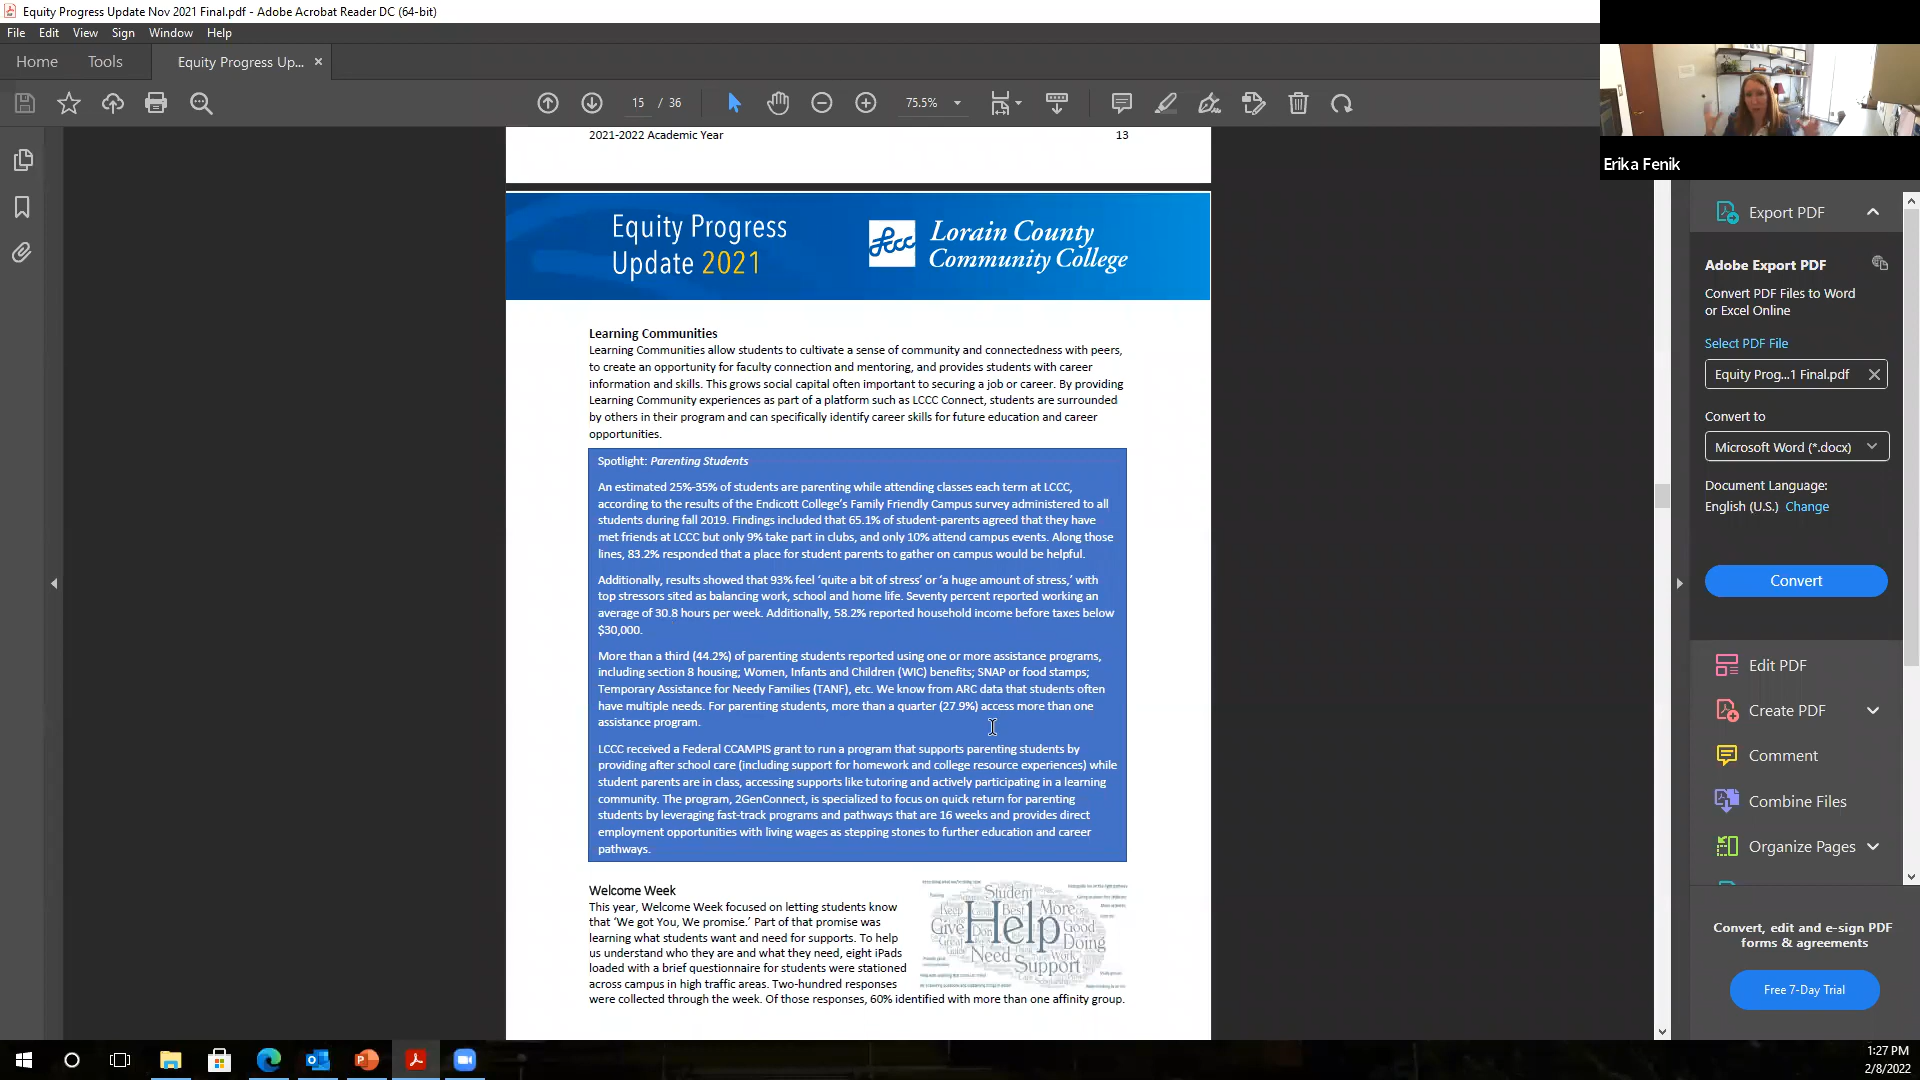 Equity Progress Update Nov 2021 Final.pdf - Adobe Acrobat Reader DC (64-bit)
File Edit View Sign Window Help
Home Tools Equity Progress Up... ×
15 / 36 75.5%
Erika Fenik
2021-2022 Academic Year 13
Equity Progress
Update 2021
lccc
Lorain County
Community College
Learning Communities
Learning Communities allow students to cultivate a sense of community and connectedness with peers,
to create an opportunity for faculty connection and mentoring, and provides students with career
information and skills. This grows social capital often important to securing a job or career. By providing
Learning Community experiences as part of a platform such as LCCC Connect, students are surrounded
by others in their program and can specifically identify career skills for future education and career
opportunities.
Spotlight: Parenting Students
An estimated 25%-35% of students are parenting while attending classes each term at LCCC,
according to the results of the Endicott College's Family Friendly Campus survey administered to all
students during fall 2019. Findings included that 65.1% of student-parents agreed that they have
met friends at LCCC but only 9% take part in clubs, and only 10% attend campus events. Along those
lines, 83.2% responded that a place for student parents to gather on campus would be helpful.
Additionally, results showed that 93% feel 'quite a bit of stress' or 'a huge amount of stress,' with
top stressors sited as balancing work, school and home life. Seventy percent reported working an
average of 30.8 hours per week. Additionally, 58.2% reported household income before taxes below
$30,000.
More than a third (44.2%) of parenting students reported using one or more assistance programs,
including section 8 housing; Women, Infants and Children (WIC) benefits; SNAP or food stamps;
Temporary Assistance for Needy Families (TANF), etc. We know from ARC data that students often
have multiple needs. For parenting students, more than a quarter (27.9%) access more than one
assistance program.
LCCC received a Federal CCAMPIS grant to run a program that supports parenting students by
providing after school care (including support for homework and college resource experiences) while
student parents are in class, accessing supports like tutoring and actively participating in a learning
community. The program, 2GenConnect, is specialized to focus on quick return for parenting
students by leveraging fast-track programs and pathways that are 16 weeks and provides direct
employment opportunities with living wages as stepping stones to further education and career
pathways.
Welcome Week
This year, Welcome Week focused on letting students know
that 'We got You, We promise.' Part of that promise was
learning what students want and need for supports. To help
us understand who they are and what they need, eight iPads
loaded with a brief questionnaire for students were stationed
across campus in high traffic areas. Two-hundred responses
were collected through the week. Of those responses, 60% identified with more than one affinity group.
Student
Keep Best More
Give Help Good
Great Don Doing
Need Work
Support
Export PDF
Adobe Export PDF
Convert PDF Files to Word
or Excel Online
Select PDF File
Equity Prog...1 Final.pdf
Convert to
Microsoft Word (*.docx)
Document Language:
English (U.S.) Change
Convert
Edit PDF
Create PDF
Comment
Combine Files
Organize Pages
Convert, edit and e-sign PDF
forms & agreements
Free 7-Day Trial
1:27 PM
2/8/2022